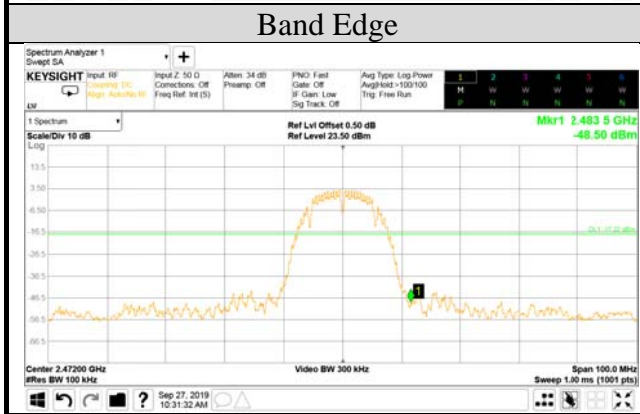 Band Edge
Spectrum Analyzer 1
Swept SA
+
KEYSIGHT Input: RF
Coupling: DC
Align: Auto/No RF
Input Z: 50 Ω
Corrections: Off
Freq Ref: Int (S)
Atten: 34 dB
Preamp: Off
PNO: Fast
Gate: Off
IF Gain: Low
Sig Track: Off
Avg Type: Log-Power
Avg|Hold:>100/100
Trig: Free Run
1 2 3 4 5 6
M W W W W W
P N N N N N
LXI
1 Spectrum
Scale/Div 10 dB
Log
Ref Lvl Offset 0.50 dB
Ref Level 23.50 dBm
Mkr1 2.483 5 GHz
-48.50 dBm
13.5
3.50
-6.50
-16.5
-26.5
-36.5
-46.5
-56.5
-66.5
DL1 -17.22 dBm
1
Center 2.47200 GHz
#Res BW 100 kHz
Video BW 300 kHz
Span 100.0 MHz
Sweep 1.00 ms (1001 pts)
?
Sep 27, 2019
10:31:32 AM